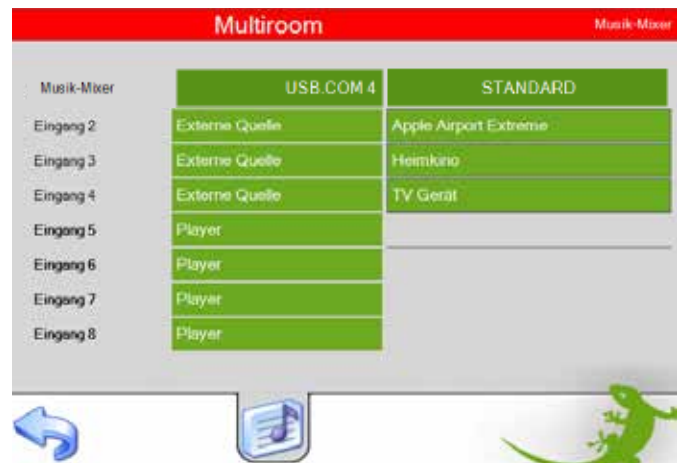 Multiroom Musik-Mixer
Musik-Mixer USB.COM 4 STANDARD
Eingang 2 Externe Quelle Apple Airport Extreme
Eingang 3 Externe Quelle Heimkino
Eingang 4 Externe Quelle TV Gerät
Eingang 5 Player
Eingang 6 Player
Eingang 7 Player
Eingang 8 Player